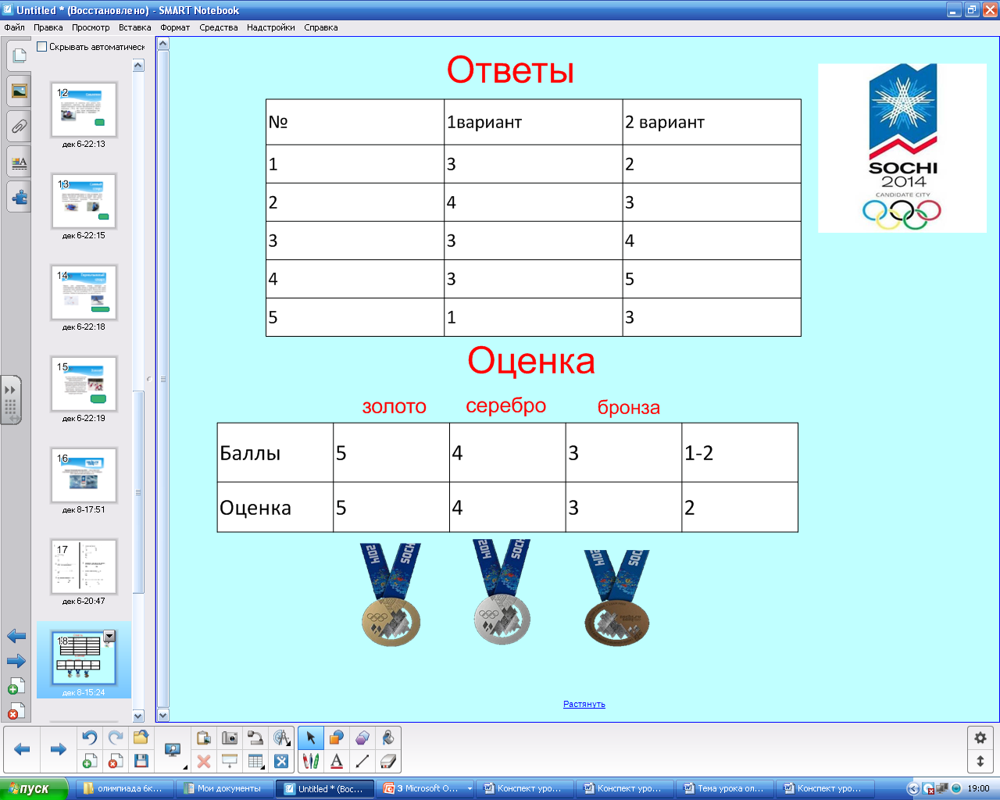 Untitled * (Восстановлено) - SMART Notebook
Файл Правка Просмотр Вставка Формат Средства Надстройки Справка
Скрывать автоматическ
12
дек 6-22:13
13
дек 6-22:15
14
дек 6-22:18
15
дек 6-22:19
16
дек 8-17:51
17
дек 6-20:47
18
дек 8-15:24
Ответы
№ 1вариант 2 вариант
1 3 2
2 4 3
3 3 4
4 3 5
5 1 3
SOCHI
2014
CANDIDATE CITY
Оценка
золото серебро бронза
Баллы 5 4 3 1-2
Оценка 5 4 3 2
2014 SOCHI
2014 SOCHI
2014 SOCHI
Растянуть
пуск олимпиада 6к... Мои документы Untitled * (Вос... 3 Microsoft O... Конспект уро... Конспект уро... Тема урока ол... Конспект уро... 19:00